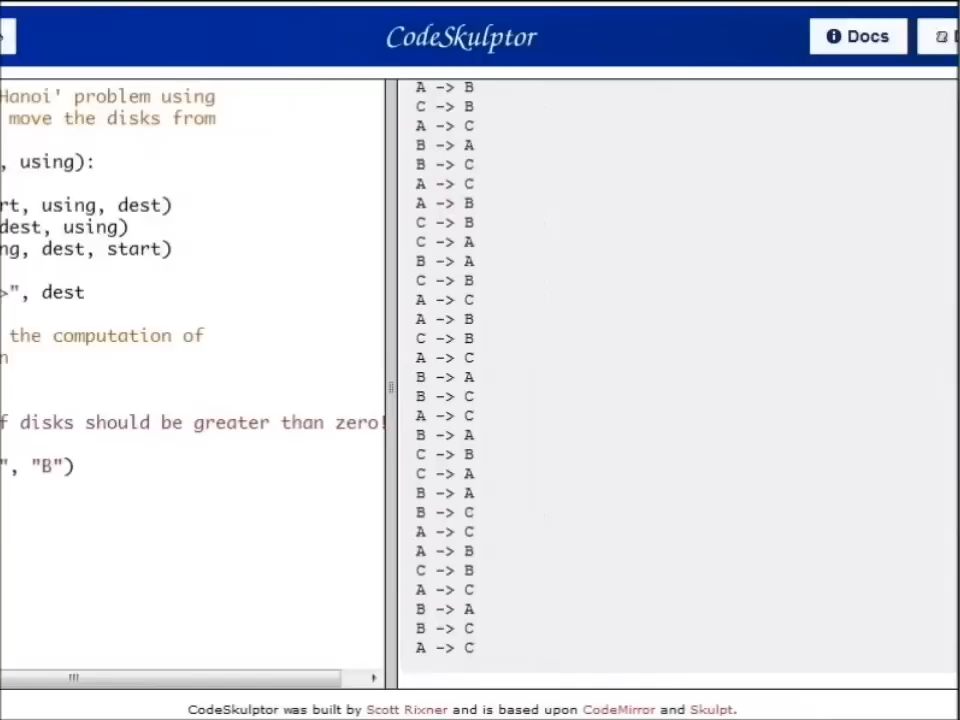 CodeSkulptor
Docs
Hanoi' problem using
move the disks from
, using):
rt, using, dest)
dest, using)
ng, dest, start)
>", dest
the computation of
n
f disks should be greater than zero!
", "B")
A -> B
C -> B
A -> C
B -> A
B -> C
A -> C
A -> B
C -> B
C -> A
B -> A
C -> B
A -> C
A -> B
C -> B
A -> C
B -> A
B -> C
A -> C
B -> A
C -> B
C -> A
B -> A
B -> C
A -> C
A -> B
C -> B
A -> C
B -> A
B -> C
A -> C
CodeSkulptor was built by Scott Rixner and is based upon CodeMirror and Skulpt.